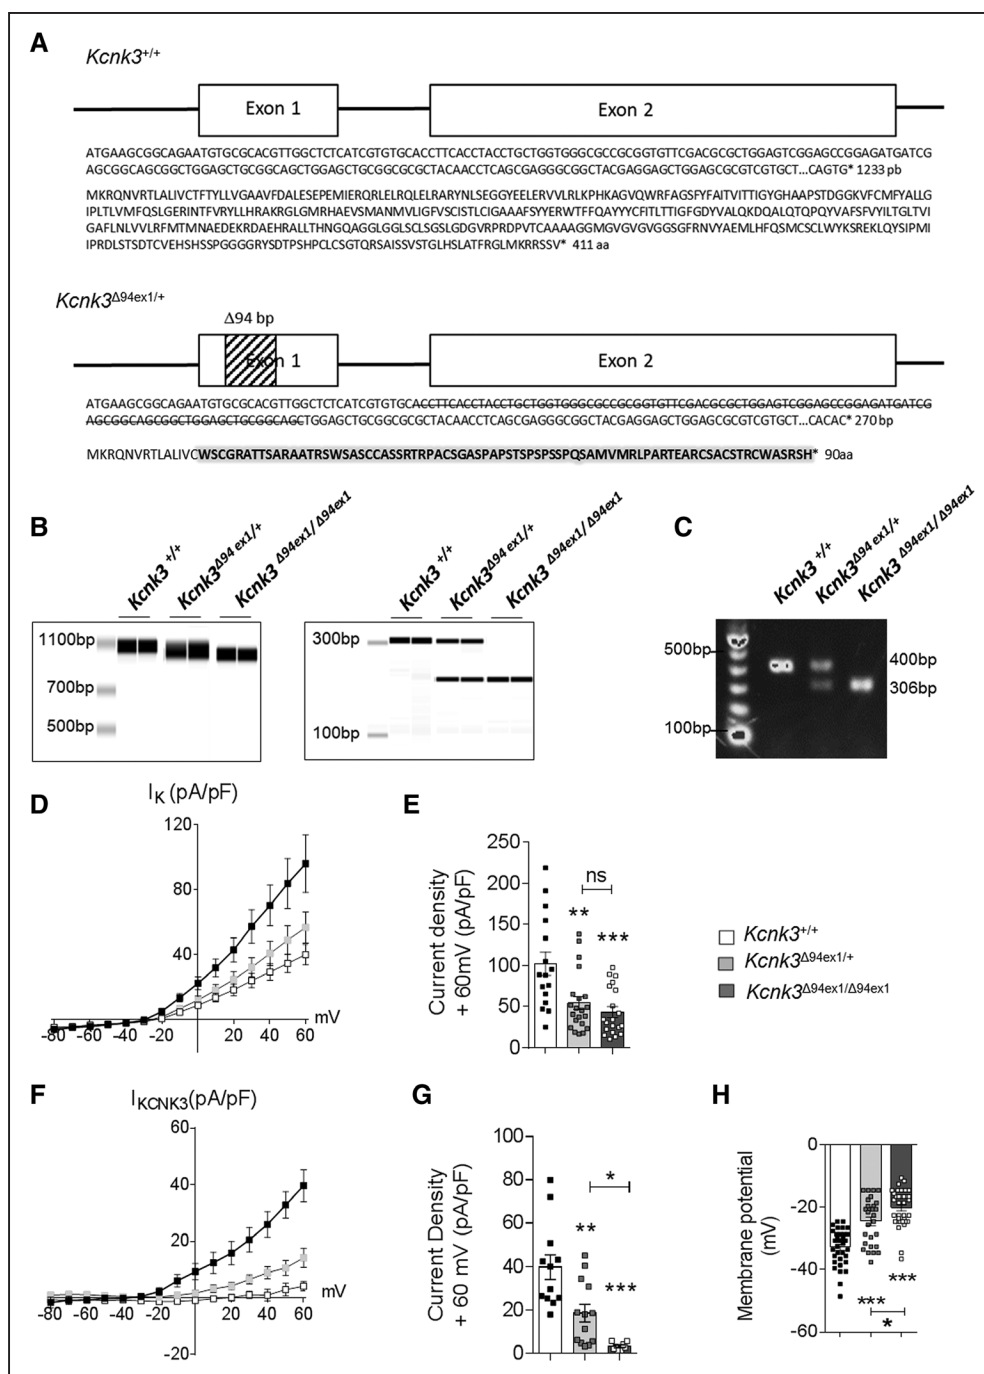 A
Kcnk3+/+
Exon 1
Exon 2
ATGAAGCGGCAGAATGTGCGCACGTTGGCTCTCATCGTGTGCACCTTCACCTACCTGCTGGTGGGCGCCGCGGTGTTCGACGCGCTGGAGTCGGAGCCGGAGATGATCG
AGCGGCAGCGGCTGGAGCTGCGGCAGCTGGAGCTGCGGCGCGCTACAACCTCAGCGAGGGCGGCTACGAGGAGCTGGAGCGCGTCGTGCT...CAGTG* 1233 pb
MKRQNVRTLALIVCTFTYLLVGAAVFDALESEPEMIERQRLELRQLELRARYNLSEGGYEELERVVLRLKPHKAGVQWRFAGSFYFAITVITTIGYGHAAPSTDGGKVFCMFYALLG
IPLTLVMFQSLGERINTFVRYLLHRAKRGLGMRHAEVSMANMVLIGFVSCISTLCIGAAAFSYYERWTFFQAYYYCFITLTTIGFGDYVALQKDQALQTQPQYVAFSFVYILTGLTVI
GAFLNLVVLRFMTMNAEDEKRDAEHRALLTHNGQAGGLGGLSCLSGSLGDGVRPRDPVTCAAAAGGMGVGVGVGGSGFRNVYAEMLHFQSMCSCLWYKSREKLQYSIPMI
IPRDLSTSDTCVEHSHSSPGGGGRYSDTPSHPCLCSGTQRSAISSVSTGLHSLATFRGLMKRRSSV* 411 aa
Kcnk3Δ94ex1/+
Δ94 bp
Exon 1
Exon 2
ATGAAGCGGCAGAATGTGCGCACGTTGGCTCTCATCGTGTGCACCTTCACCTACCTGCTGGTGGGCGCCGCGGTGTTCGACGCGCTGGAGTCGGAGCCGGAGATGATCG
AGCGGCAGCGGCTGGAGCTGCGGCAGCTGGAGCTGCGGCGCGCTACAACCTCAGCGAGGGCGGCTACGAGGAGCTGGAGCGCGTCGTGCT...CACAC* 270 bp
MKRQNVRTLALIVCWSCGRATTSARAATRSWSASCCASSRTRPACSGASPAPSTSPSPSSPQSAMVMRLPARTEARCSACSTRCWASRSH* 90aa
B
Kcnk3 +/+
Kcnk3Δ94 ex1/+
Kcnk3 Δ94ex1/ Δ94ex1
1100bp
700bp
500bp
Kcnk3 +/+
Kcnk3Δ94 ex1/+
Kcnk3 Δ94ex1/ Δ94ex1
300bp
100bp
C
Kcnk3 +/+
Kcnk3Δ94ex1/+
Kcnk3 Δ94ex1/ Δ94ex1
500bp
100bp
400bp
306bp
D
IK (pA/pF)
120
80
40
mV
-80 -60 -40 -20 20 40 60
E
Current density
+ 60mV (pA/pF)
250
200
150
100
50
0
ns
**
***
Kcnk3+/+
Kcnk3Δ94ex1/+
Kcnk3Δ94ex1/Δ94ex1
F
IKCNK3(pA/pF)
60
40
20
-20
mV
-80 -60 -40 -20 20 40 60
G
Current Density
+ 60 mV (pA/pF)
100
80
60
40
20
0
*
**
***
H
Membrane potential
(mV)
0
-20
-40
-60
***
***
*